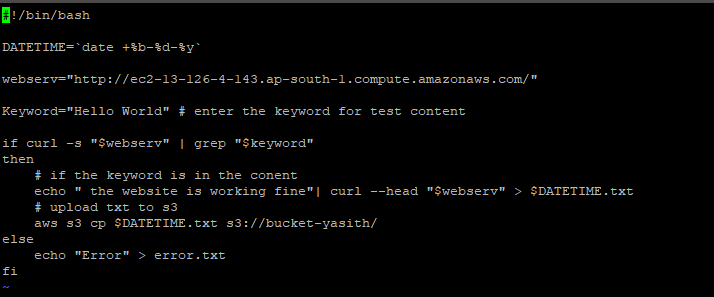 #!/bin/bash
DATETIME=`date +%b-%d-%y`
webserv="http://ec2-13-126-4-143.ap-south-1.compute.amazonaws.com/"
Keyword="Hello World" # enter the keyword for test content
if curl -s "$webserv" | grep "$keyword"
then
    # if the keyword is in the conent
    echo " the website is working fine"| curl --head "$webserv" > $DATETIME.txt
    # upload txt to s3
    aws s3 cp $DATETIME.txt s3://bucket-yasith/
else
    echo "Error" > error.txt
fi
~